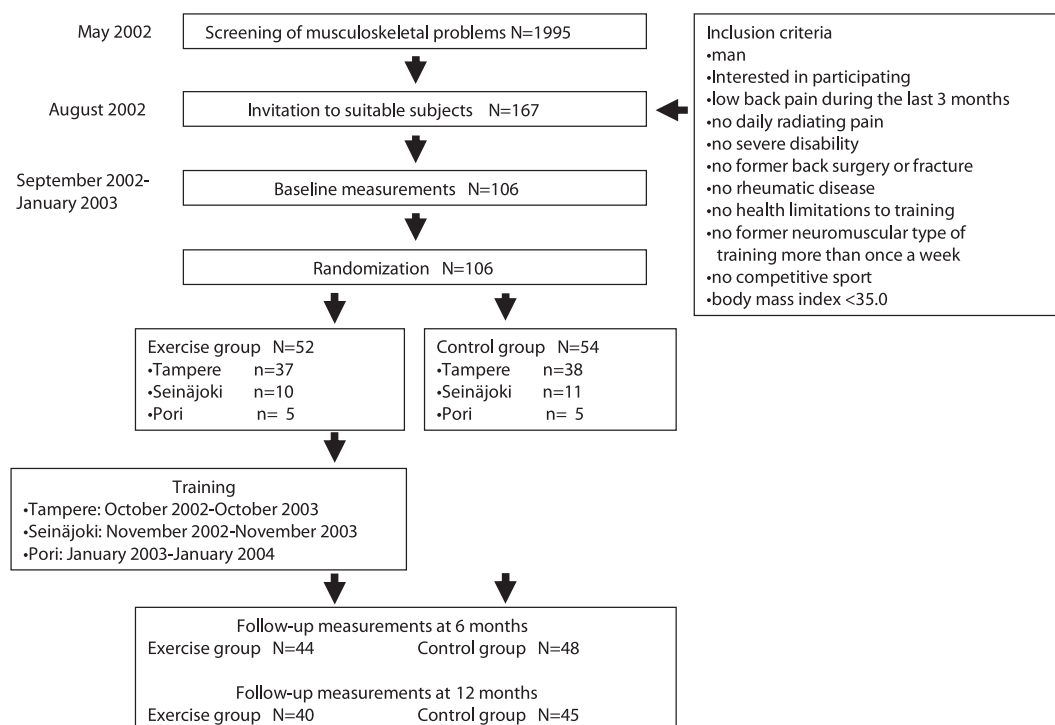 May 2002
Screening of musculoskeletal problems N=1995
August 2002
Invitation to suitable subjects N=167
September 2002-
January 2003
Baseline measurements N=106
Randomization N=106
Inclusion criteria
•man
•Interested in participating
•low back pain during the last 3 months
•no daily radiating pain
•no severe disability
•no former back surgery or fracture
•no rheumatic disease
•no health limitations to training
•no former neuromuscular type of
training more than once a week
•no competitive sport
•body mass index <35.0
Exercise group N=52
•Tampere n=37
•Seinäjoki n=10
•Pori n= 5
Control group N=54
•Tampere n=38
•Seinäjoki n=11
•Pori n= 5
Training
•Tampere: October 2002-October 2003
•Seinäjoki: November 2002-November 2003
•Pori: January 2003-January 2004
Follow-up measurements at 6 months
Exercise group N=44 Control group N=48
Follow-up measurements at 12 months
Exercise group N=40 Control group N=45